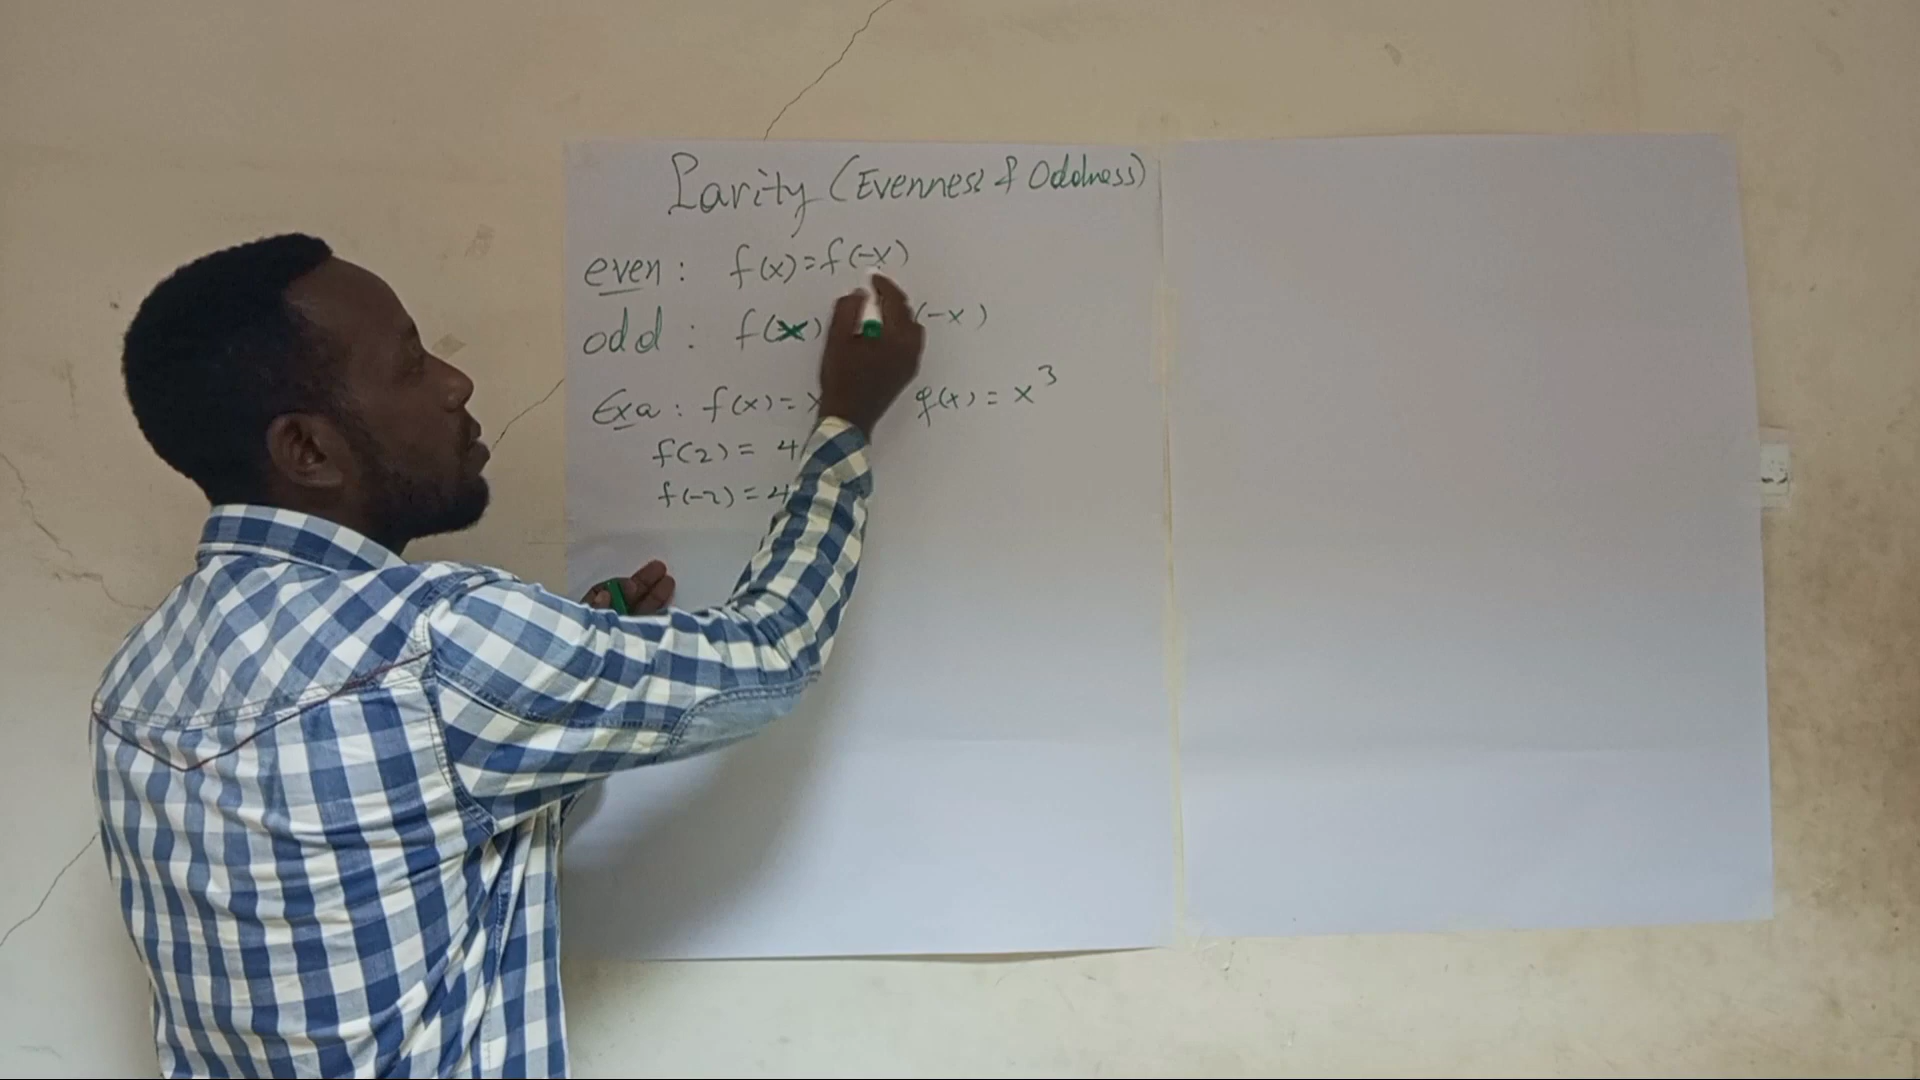 Parity (Evenness & Oddness)
even: f(x)=f(-x)
odd: f(x) (-x)
Exa: f(x)=x g(x)=x³
f(2)=4
f(-2)=4